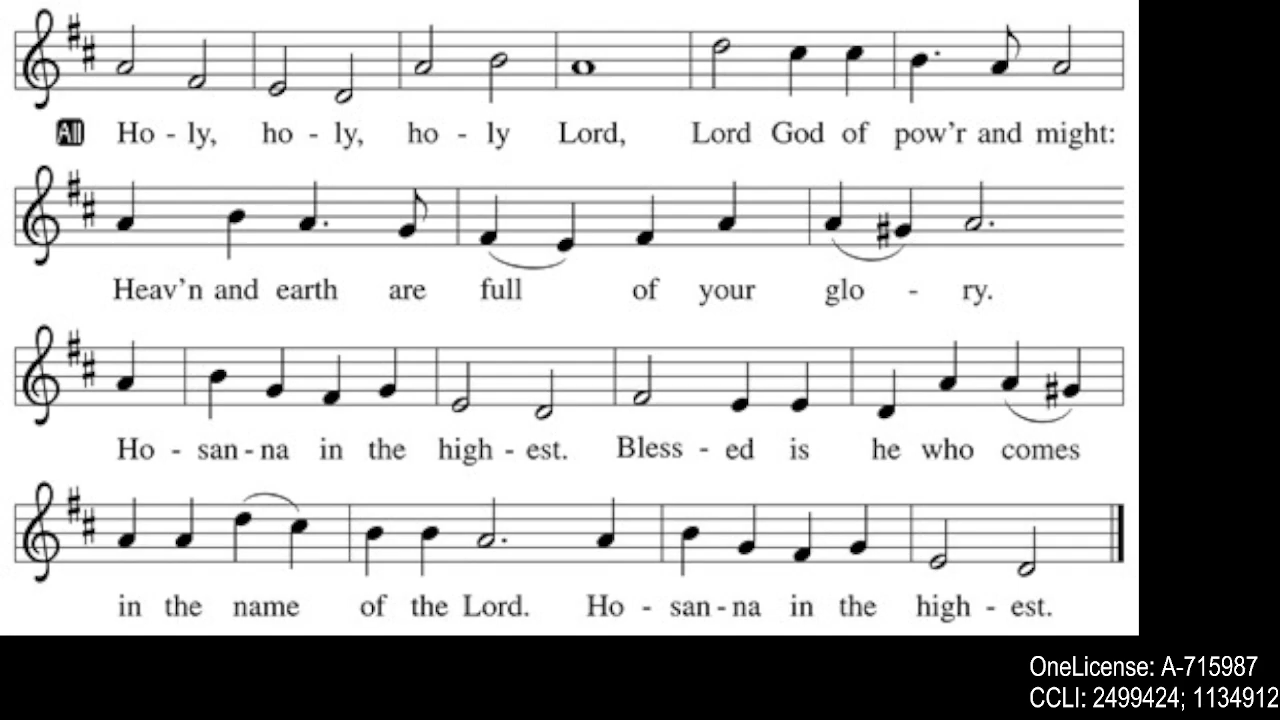 All Ho - ly, ho - ly, ho - ly Lord, Lord God of pow'r and might:
Heav'n and earth are full of your glo - ry.
Ho - san - na in the high - est. Bless - ed is he who comes
in the name of the Lord. Ho - san - na in the high - est.
OneLicense: A-715987
CCLI: 2499424; 1134912